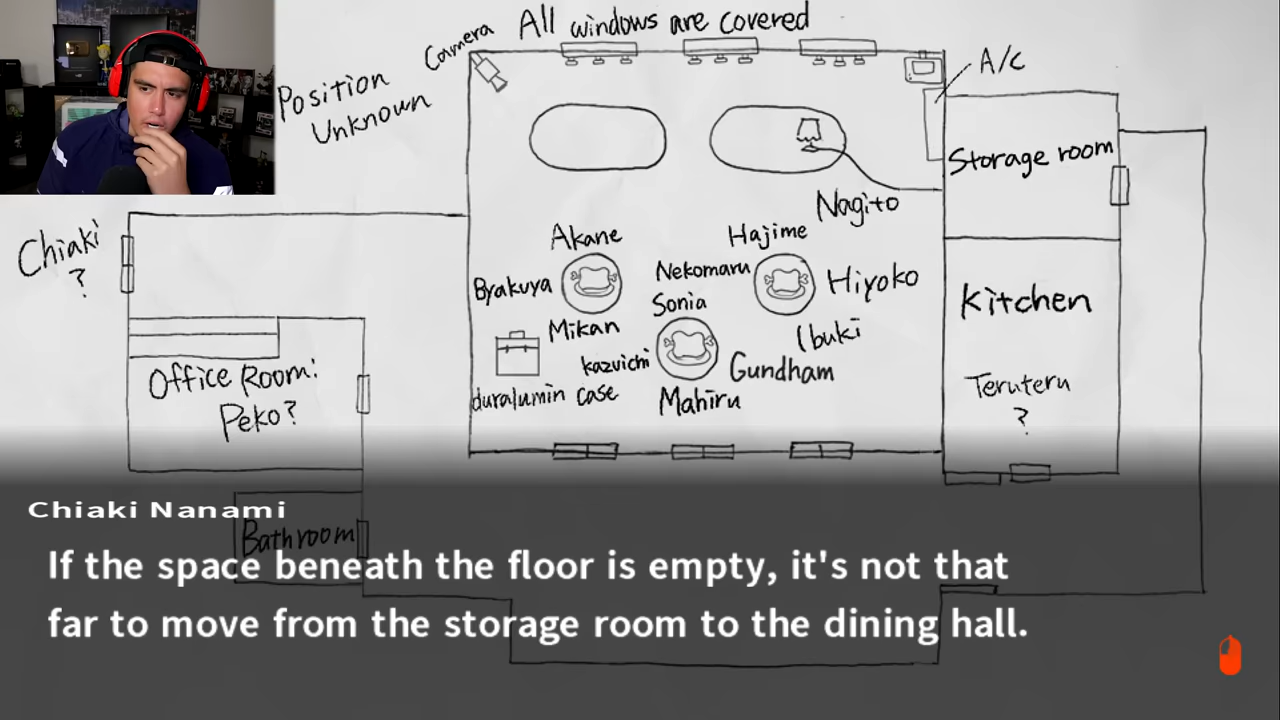 All windows are covered
Camera
A/C
Position
Unknown
Storage room
Nagito
Chiaki
?
Akane
Hajime
Byakuya
Nekomaru
Hiyoko
Sonia
Kitchen
Mikan
Ibuki
kazuichi
Gundham
Office Room:
Peko?
duralumin case
Mahiru
Teruteru
?
Chiaki Nanami
Bathroom
If the space beneath the floor is empty, it's not that
far to move from the storage room to the dining hall.